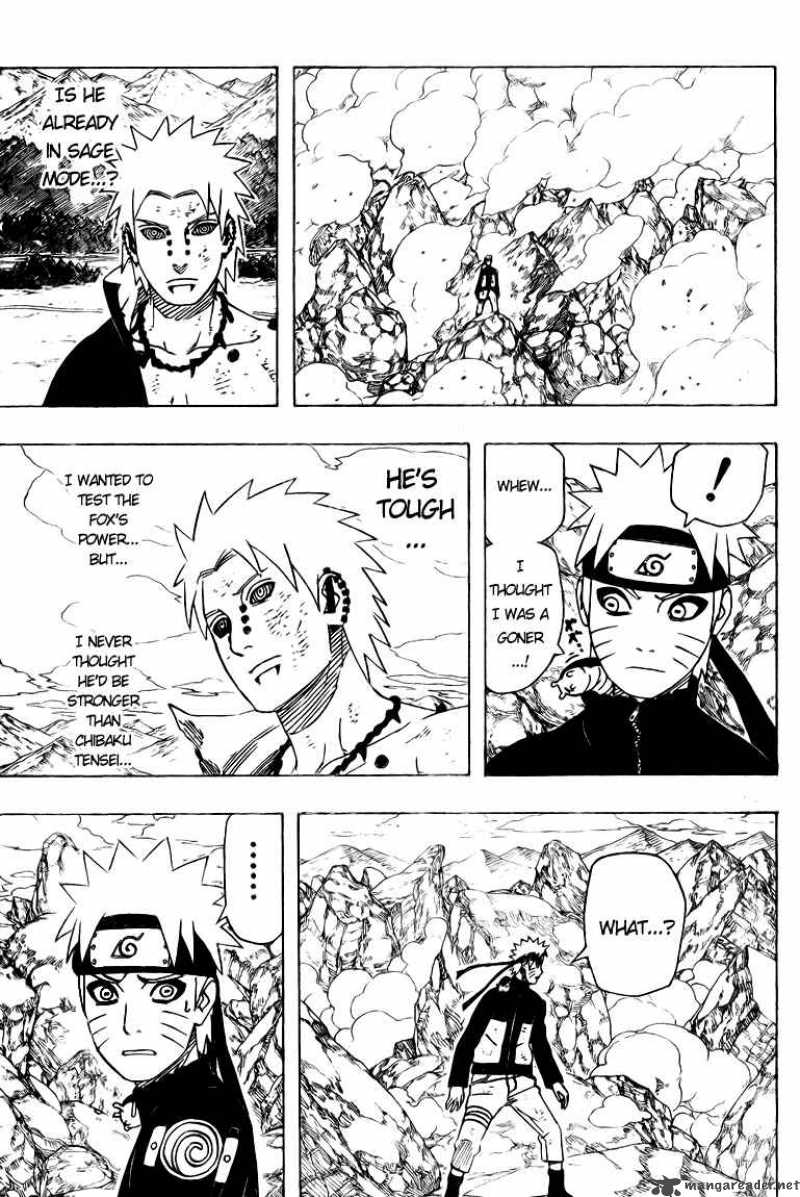 IS HE
ALREADY
IN SAGE
MODE...?
!
WHEW...
I
THOUGHT
I WAS A
GONER
...!
HE'S
TOUGH
...
I WANTED TO
TEST THE
FOX'S
POWER...
BUT...
I NEVER
THOUGHT
HE'D BE
STRONGER
THAN
CHIBAKU
TENSEI...
WHAT...?
......
mangareader.net